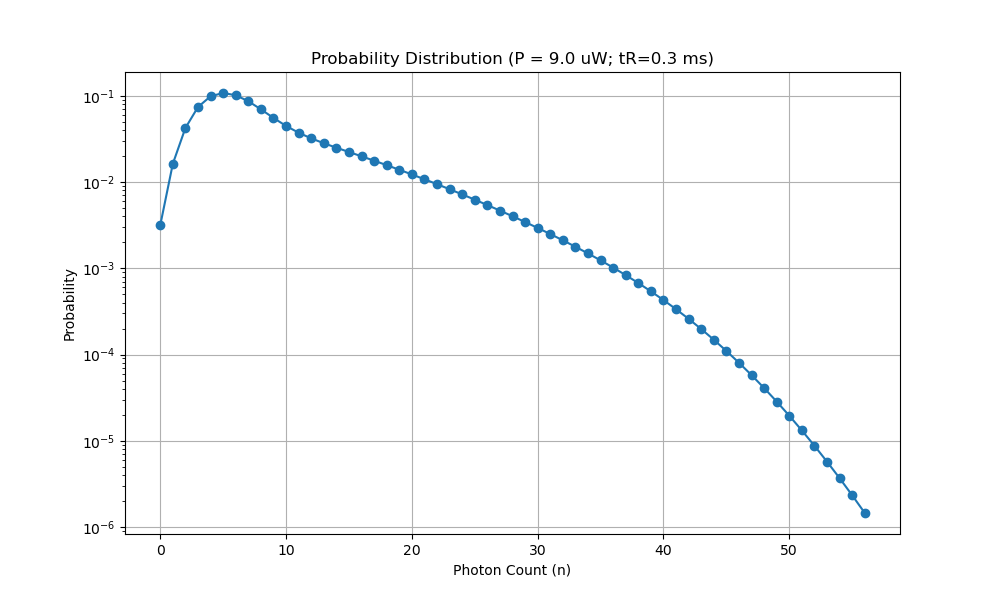 Probability Distribution (P = 9.0 uW; tR=0.3 ms)
Probability
10⁻¹
10⁻²
10⁻³
10⁻⁴
10⁻⁵
10⁻⁶
0 10 20 30 40 50
Photon Count (n)